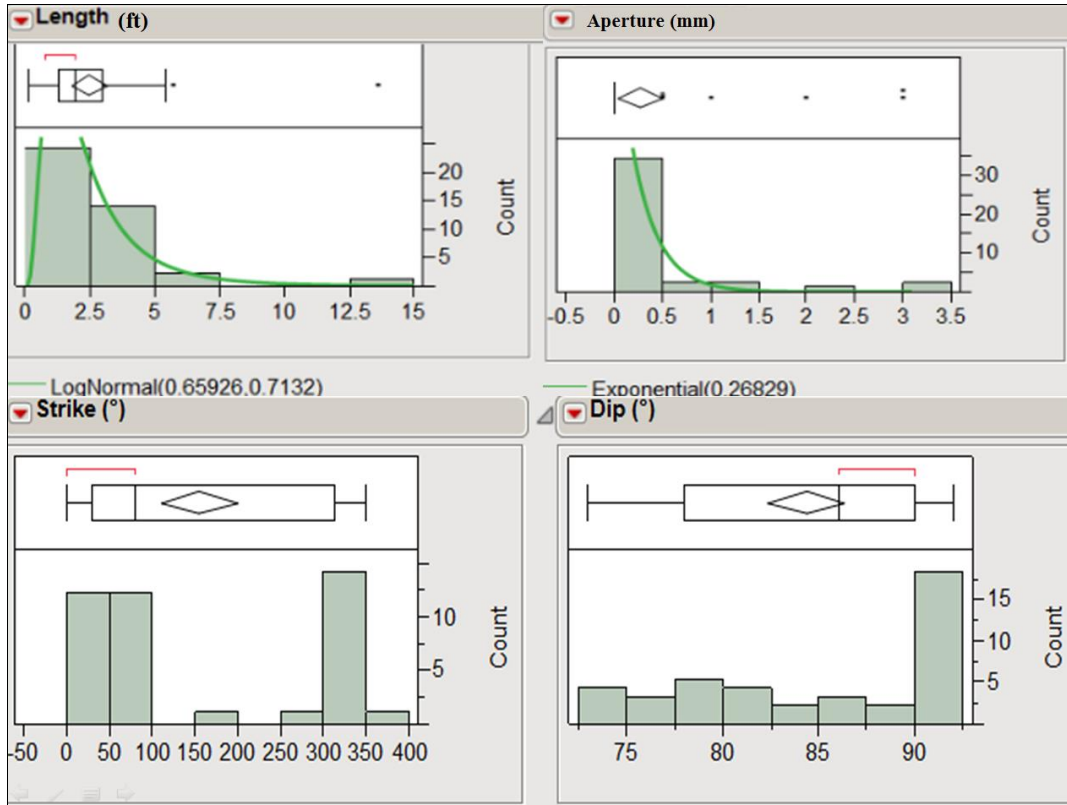 Length (ft)
20
15
10
5
Count
0 2.5 5 7.5 10 12.5 15
LogNormal(0.65926,0.7132)
Aperture (mm)
30
20
10
Count
-0.5 0 0.5 1 1.5 2 2.5 3 3.5
Exponential(0.26829)
Strike (°)
10
5
Count
-50 0 50 100 150 200 250 300 350 400
Dip (°)
15
10
5
Count
75 80 85 90